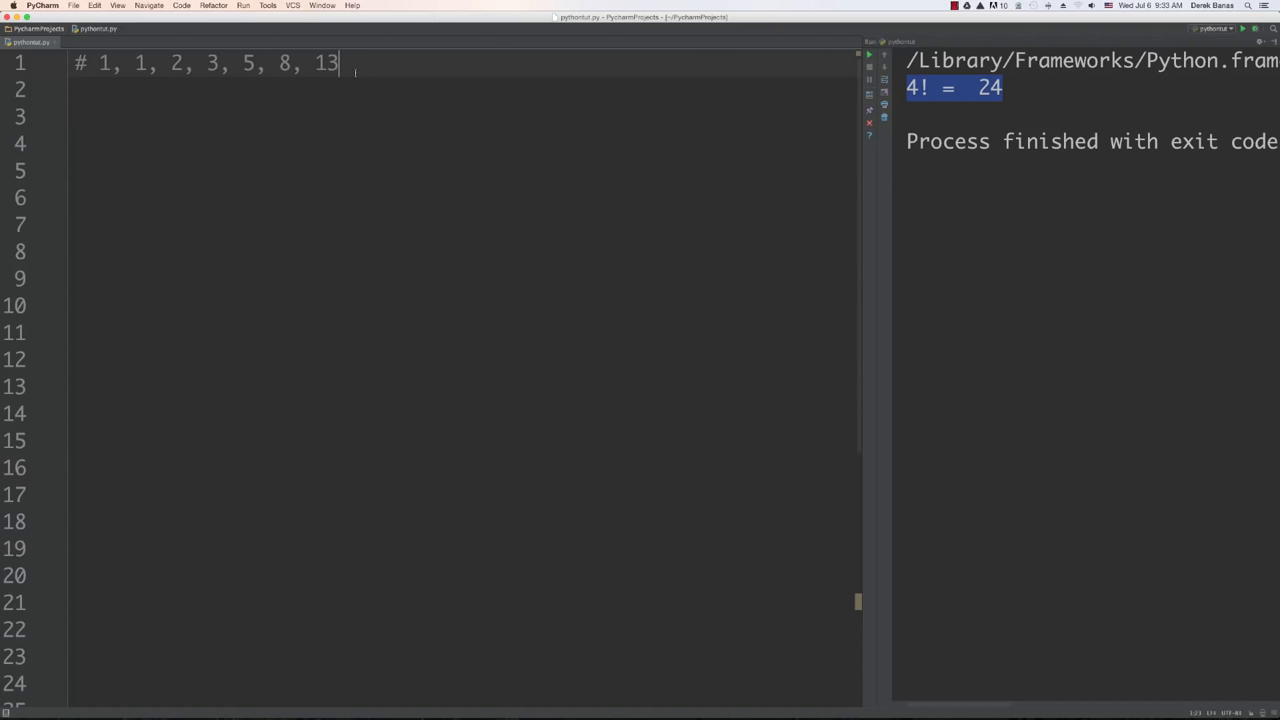 PyCharm File Edit View Navigate Code Refactor Run Tools VCS Window Help
10 Wed Jul 6 9:33 AM Derek Banas
pythontut.py - PycharmProjects - [~/PycharmProjects]
PycharmProjects pythontut.py
pythontut
pythontut.py
Run pythontut
1 # 1, 1, 2, 3, 5, 8, 13
2
3
4
5
6
7
8
9
10
11
12
13
14
15
16
17
18
19
20
21
22
23
24
/Library/Frameworks/Python.fram
4! = 24
Process finished with exit code
1:23 LF UTF-8